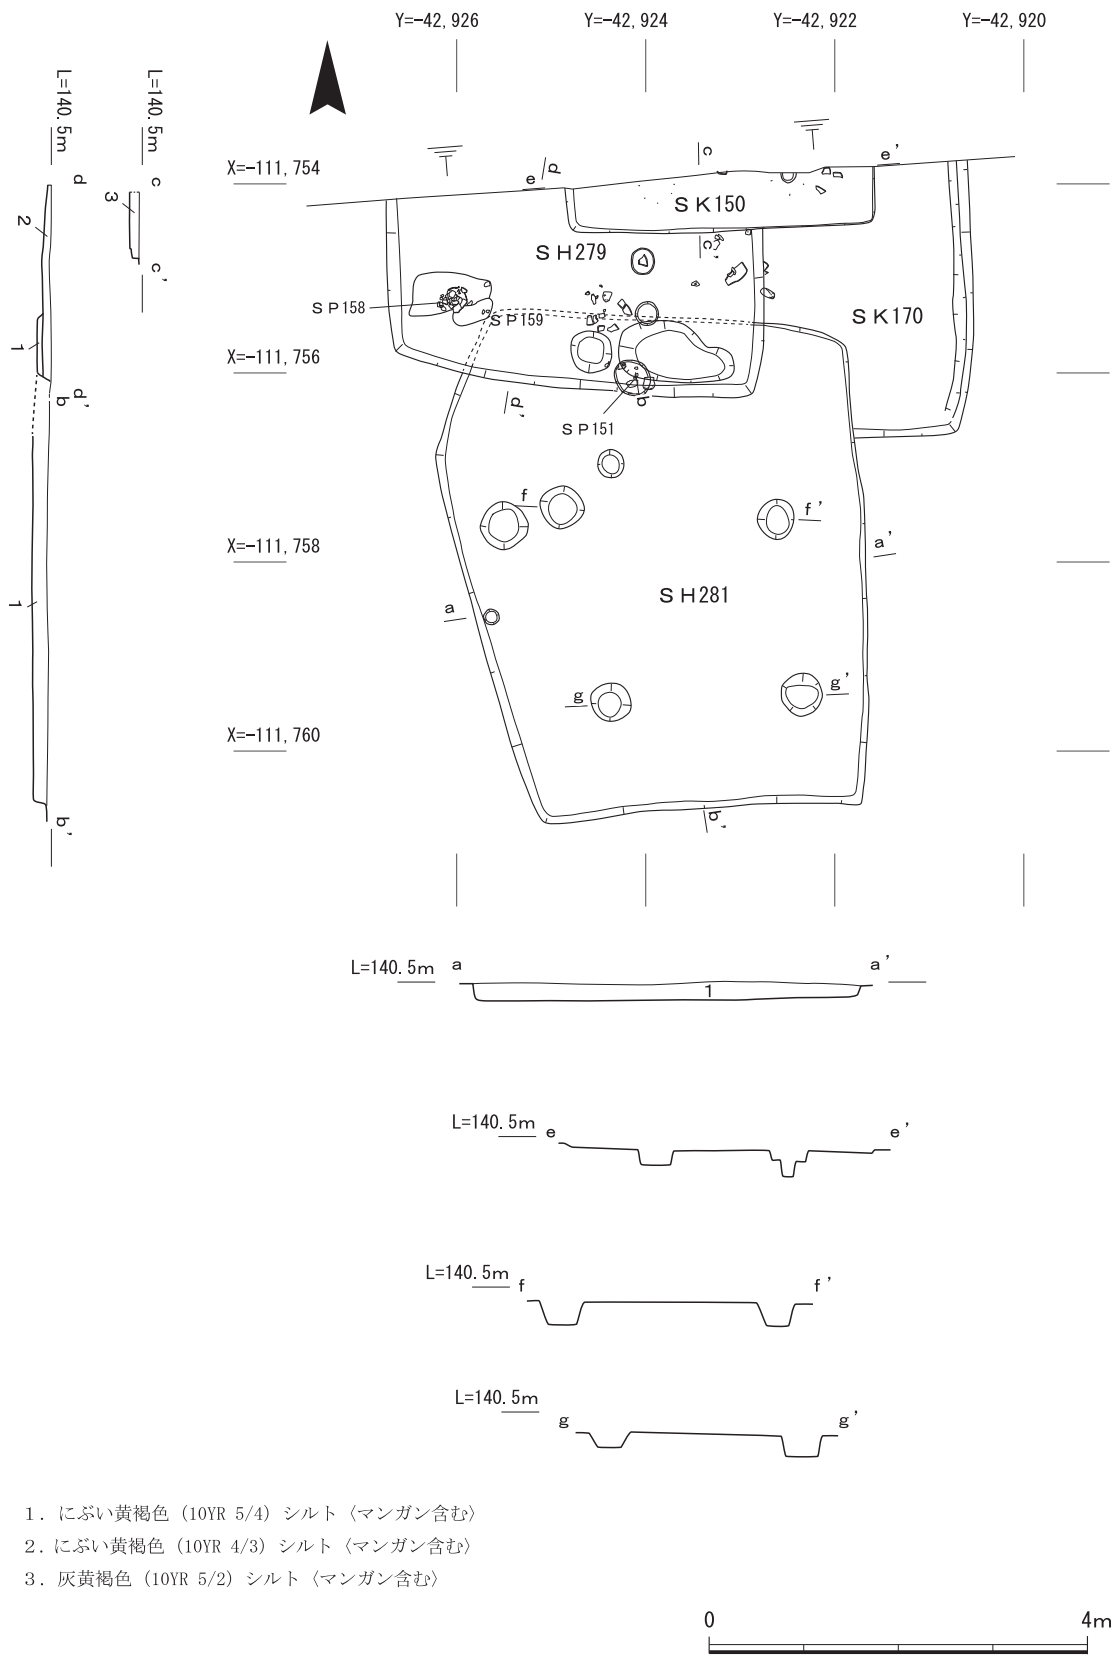 Y=-42,926
Y=-42,924
Y=-42,922
Y=-42,920
L=140.5m
L=140.5m
d
c
3
2
c'
1
d'
b
1
b'
X=-111,754
X=-111,756
X=-111,758
X=-111,760
e
d
c
e'
SK150
SH279
c'
SP158
SP159
SK170
d'
b
SP151
f
f'
a'
SH281
a
g
g'
b'
L=140.5m
a
a'
1
L=140.5m
e
e'
L=140.5m
f
f'
L=140.5m
g
g'
1．にぶい黄褐色（10YR 5/4）シルト〈マンガン含む〉
2．にぶい黄褐色（10YR 4/3）シルト〈マンガン含む〉
3．灰黄褐色（10YR 5/2）シルト〈マンガン含む〉
0
4m